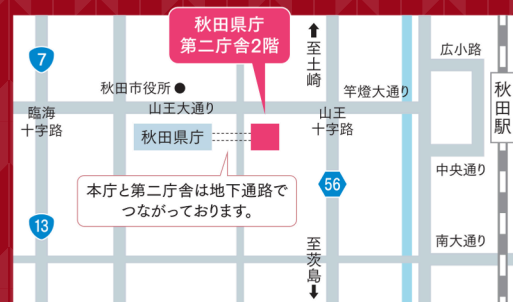 秋田県庁
第二庁舎2階
至土崎
広小路
7
秋田市役所
竿燈大通り
秋田駅
臨海
十字路
山王大通り
山王
十字路
秋田県庁
中央通り
56
本庁と第二庁舎は地下通路で
つながっております。
13
南大通り
至茨島